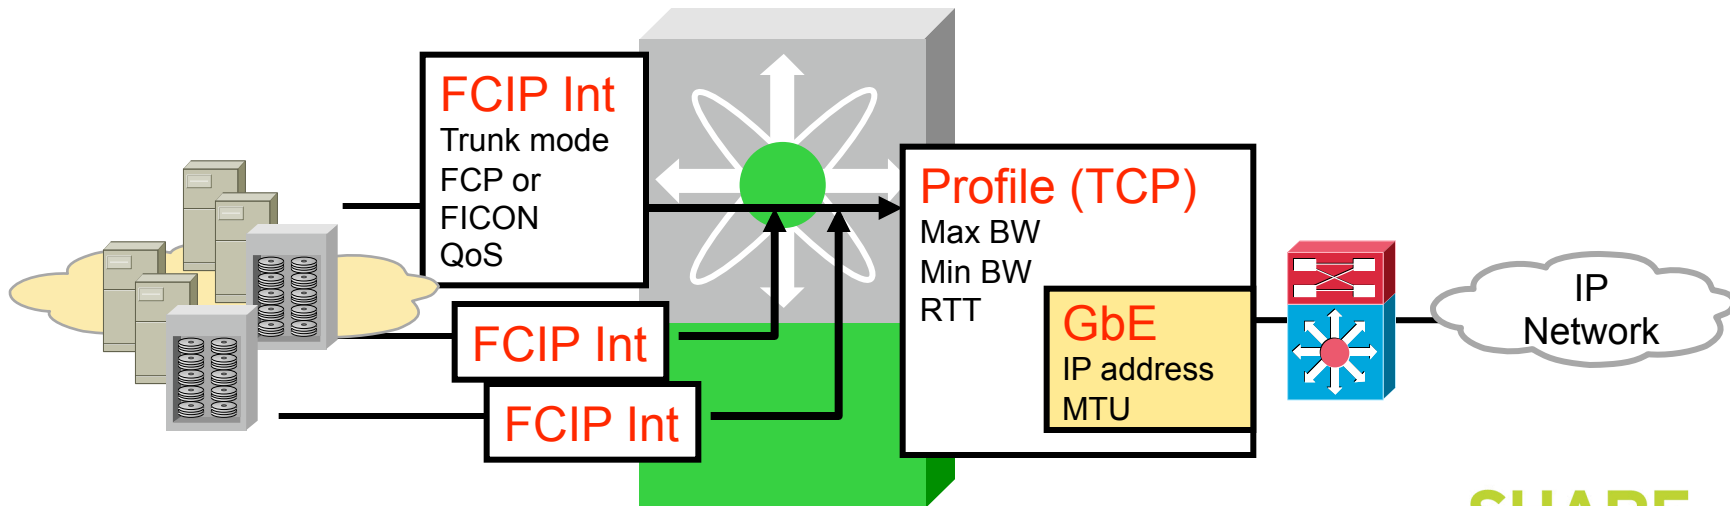 FCIP Int
Trunk mode
FCP or
FICON
QoS
FCIP Int
FCIP Int
Profile (TCP)
Max BW
Min BW
RTT
GbE
IP address
MTU
IP
Network
SHARE